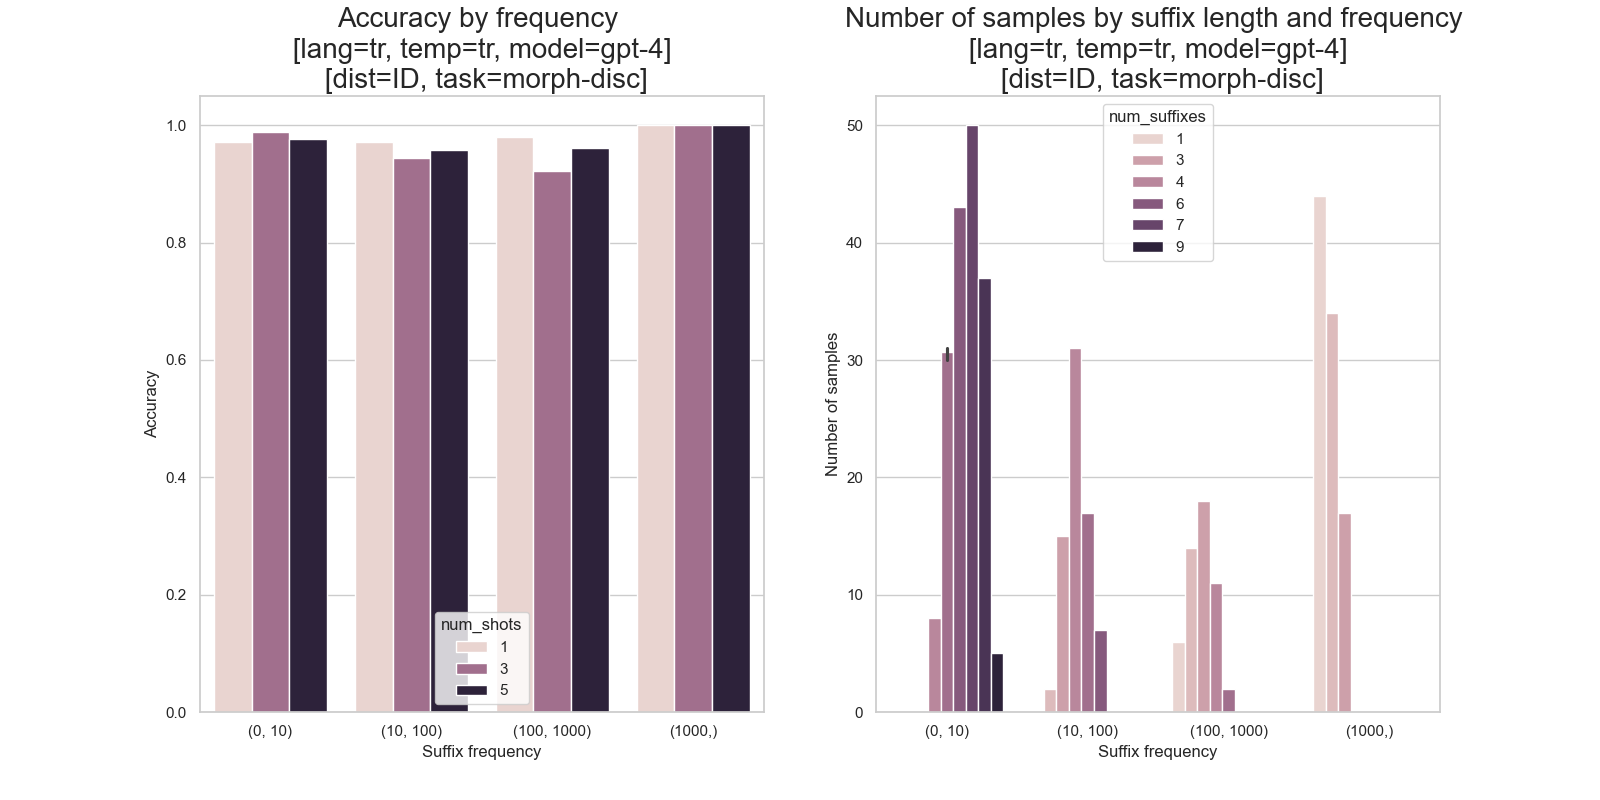 Accuracy by frequency
[lang=tr, temp=tr, model=gpt-4]
[dist=ID, task=morph-disc]
1.0
0.8
0.6
0.4
0.2
0.0
Accuracy
num_shots
1
3
5
(0, 10)
(10, 100)
(100, 1000)
(1000,)
Suffix frequency
Number of samples by suffix length and frequency
[lang=tr, temp=tr, model=gpt-4]
[dist=ID, task=morph-disc]
50
40
30
20
10
0
Number of samples
num_suffixes
1
3
4
6
7
9
(0, 10)
(10, 100)
(100, 1000)
(1000,)
Suffix frequency